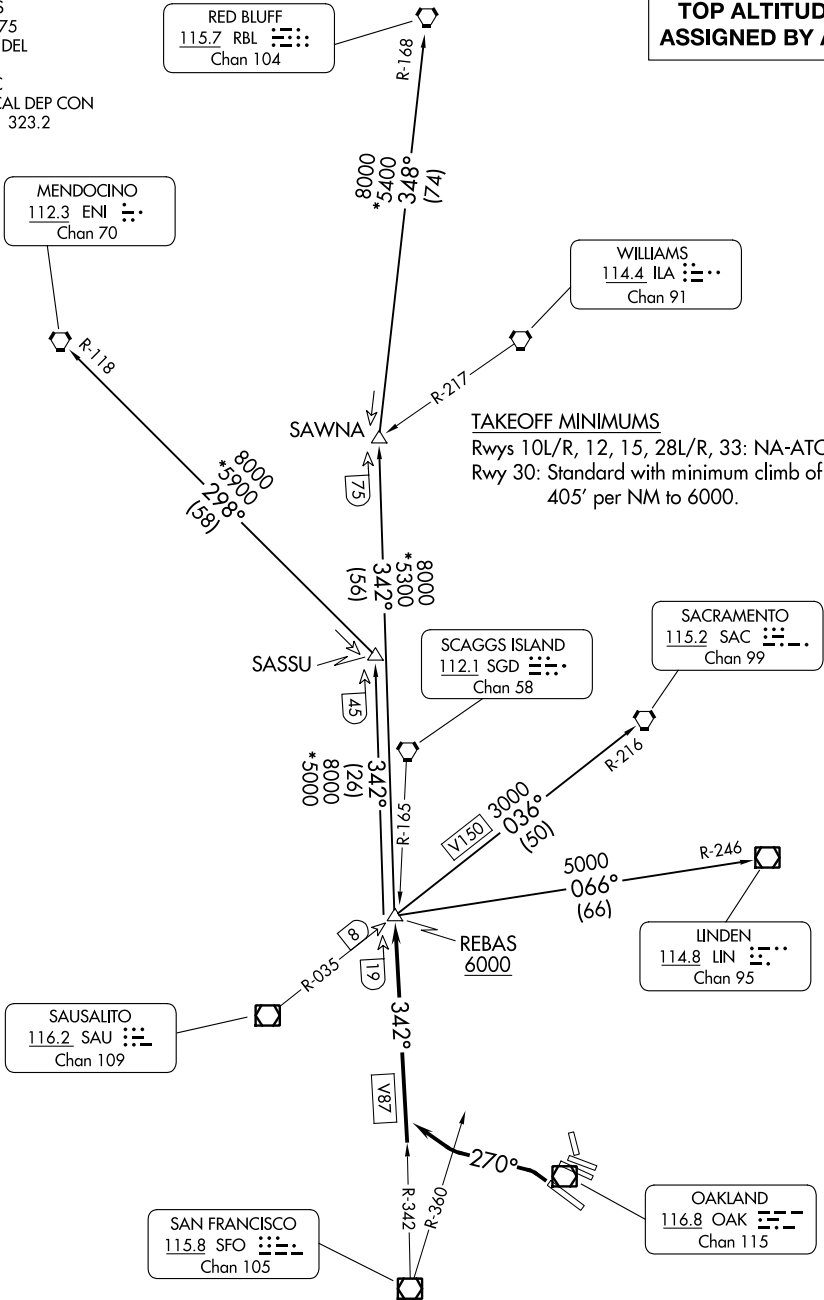 75
DEL
CAL DEP CON
323.2
RED BLUFF
115.7 RBL
Chan 104
TOP ALTITUD
ASSIGNED BY A
R-168
8000
*5400
348°
(74)
MENDOCINO
112.3 ENI
Chan 70
WILLIAMS
114.4 ILA
Chan 91
R-118
R-217
SAWNA
TAKEOFF MINIMUMS
Rwys 10L/R, 12, 15, 28L/R, 33: NA-ATC
Rwy 30: Standard with minimum climb of
405' per NM to 6000.
8000
*5900
298°
(58)
75
8000
*5300
342°
(56)
SASSU
45
SCAGGS ISLAND
112.1 SGD
Chan 58
SACRAMENTO
115.2 SAC
Chan 99
342°
(26)
8000
*5000
R-165
R-216
V150
3000
036°
(50)
5000
066°
(66)
R-246
REBAS
6000
8
R-035
19
LINDEN
114.8 LIN
Chan 95
SAUSALITO
116.2 SAU
Chan 109
342°
V87
270°
R-342
R-360
OAKLAND
116.8 OAK
Chan 115
SAN FRANCISCO
115.8 SFO
Chan 105